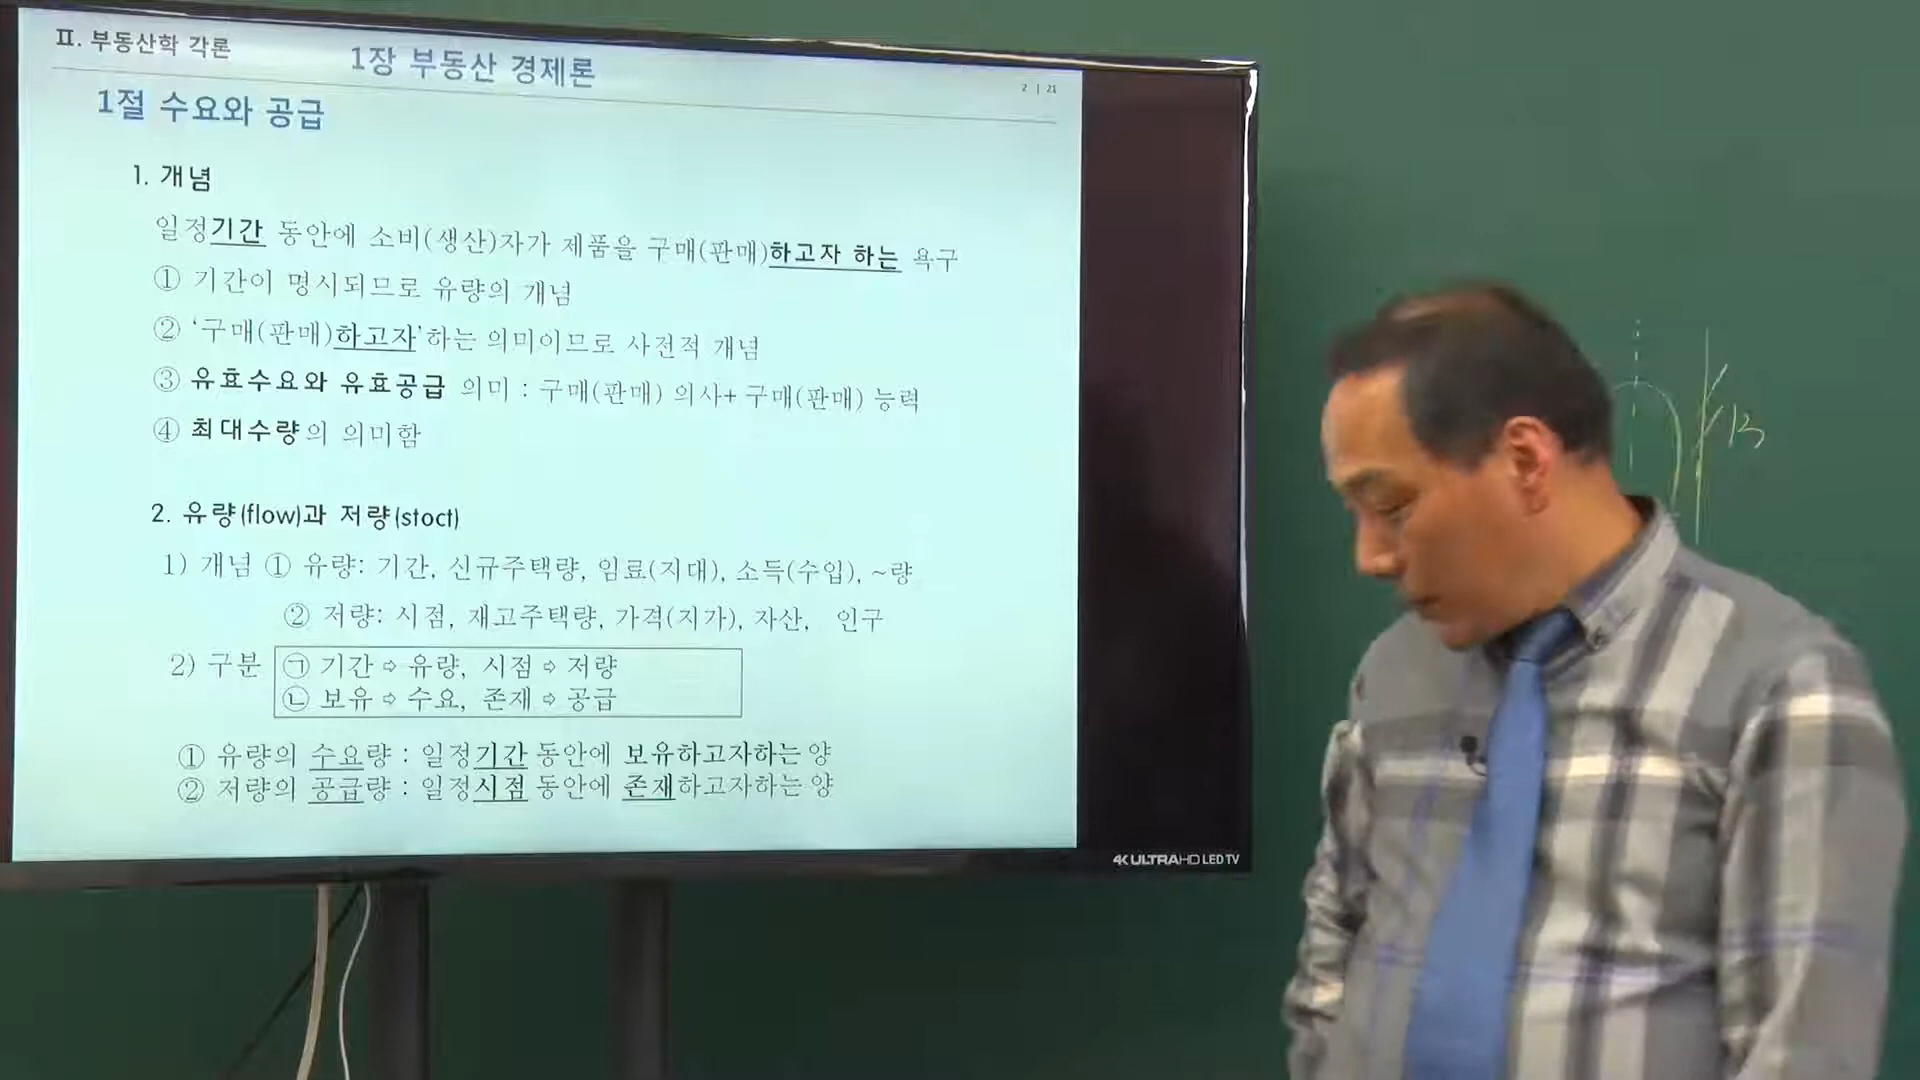 II. 부동산학 각론
1장 부동산 경제론
2 | 21
1절 수요와 공급
1. 개념
일정기간 동안에 소비(생산)자가 제품을 구매(판매)하고자 하는 욕구
① 기간이 명시되므로 유량의 개념
② ‘구매(판매)하고자’하는 의미이므로 사전적 개념
③ 유효수요와 유효공급 의미 : 구매(판매) 의사+ 구매(판매) 능력
④ 최대수량의 의미함
2. 유량(flow)과 저량(stoct)
1) 개념 ① 유량: 기간, 신규주택량, 임료(지대), 소득(수입), ~량
② 저량: 시점, 재고주택량, 가격(지가), 자산, 인구
2) 구분 ㉠ 기간 ⇨ 유량, 시점 ⇨ 저량
㉡ 보유 ⇨ 수요, 존재 ⇨ 공급
① 유량의 수요량 : 일정기간 동안에 보유하고자하는 양
② 저량의 공급량 : 일정시점 동안에 존재하고자하는 양
4K ULTRAHD LED TV